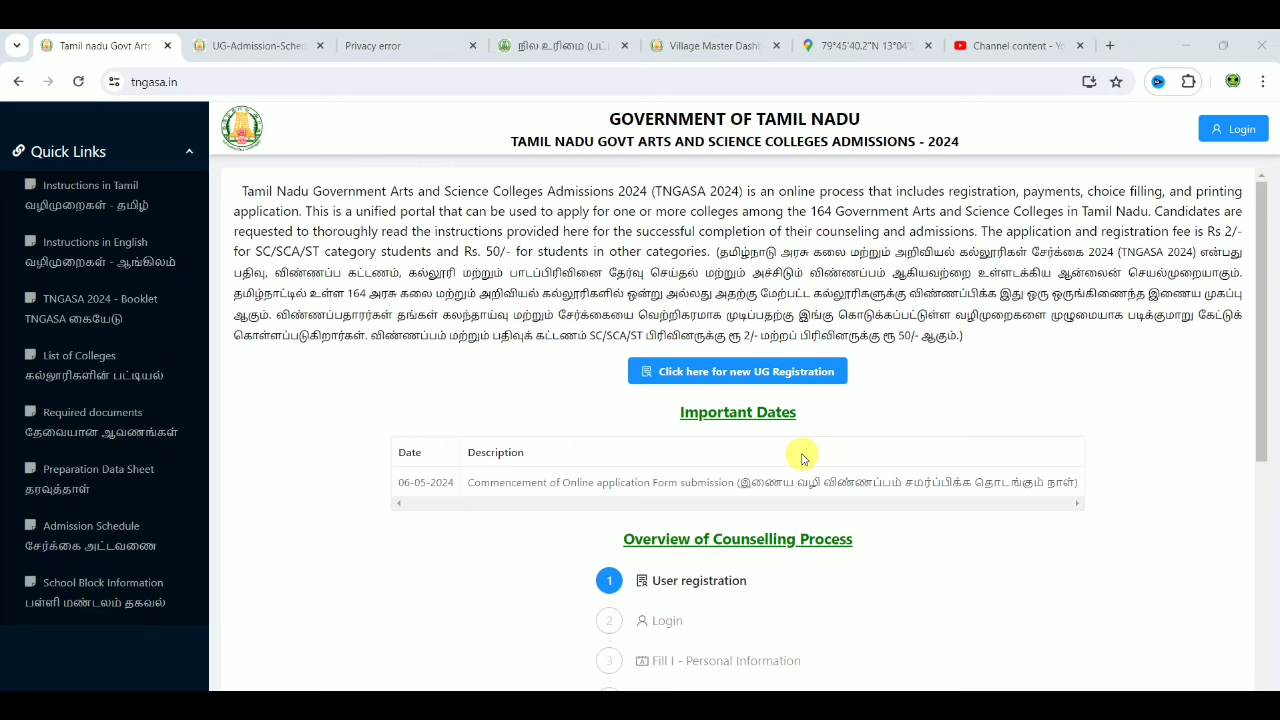 Tamil nadu Govt Arts
UG-Admission-Sche
Privacy error
நில உரிமை (பட்
Village Master Dash
79°45'40.2"N 13°04'
Channel content - Yo
tngasa.in
Quick Links
Instructions in Tamil
வழிமுறைகள் - தமிழ்
Instructions in English
வழிமுறைகள் - ஆங்கிலம்
TNGASA 2024 - Booklet
TNGASA கையேடு
List of Colleges
கல்லூரிகளின் பட்டியல்
Required documents
தேவையான ஆவணங்கள்
Preparation Data Sheet
தரவுத்தாள்
Admission Schedule
சேர்க்கை அட்டவணை
School Block Information
பள்ளி மண்டலம் தகவல்
GOVERNMENT OF TAMIL NADU
TAMIL NADU GOVT ARTS AND SCIENCE COLLEGES ADMISSIONS - 2024
Login
Tamil Nadu Government Arts and Science Colleges Admissions 2024 (TNGASA 2024) is an online process that includes registration, payments, choice filling, and printing
application. This is a unified portal that can be used to apply for one or more colleges among the 164 Government Arts and Science Colleges in Tamil Nadu. Candidates are
requested to thoroughly read the instructions provided here for the successful completion of their counseling and admissions. The application and registration fee is Rs 2/-
for SC/SCA/ST category students and Rs. 50/- for students in other categories. (தமிழ்நாடு அரசு கலை மற்றும் அறிவியல் கல்லூரிகள் சேர்க்கை 2024 (TNGASA 2024) என்பது
பதிவு, விண்ணப்ப கட்டணம், கல்லூரி மற்றும் பாடப்பிரிவினை தேர்வு செய்தல் மற்றும் அச்சிடும் விண்ணப்பம் ஆகியவற்றை உள்ளடக்கிய ஆன்லைன் செயல்முறையாகும்.
தமிழ்நாட்டில் உள்ள 164 அரசு கலை மற்றும் அறிவியல் கல்லூரிகளில் ஒன்று அல்லது அதற்கு மேற்பட்ட கல்லூரிகளுக்கு விண்ணப்பிக்க இது ஒரு ஒருங்கிணைந்த இணைய முகப்பு
ஆகும். விண்ணப்பதாரர்கள் தங்கள் கலந்தாய்வு மற்றும் சேர்க்கையை வெற்றிகரமாக முடிப்பதற்கு இங்கு கொடுக்கப்பட்டுள்ள வழிமுறைகளை முழுமையாக படிக்குமாறு கேட்டுக்
கொள்ளப்படுகிறார்கள். விண்ணப்பம் மற்றும் பதிவுக் கட்டணம் SC/SCA/ST பிரிவினருக்கு ரூ 2/- மற்றப் பிரிவினருக்கு ரூ 50/- ஆகும்.)
Click here for new UG Registration
Important Dates
Date Description
06-05-2024 Commencement of Online application Form submission (இணைய வழி விண்ணப்பம் சமர்ப்பிக்க தொடங்கும் நாள்)
Overview of Counselling Process
1 User registration
2 Login
3 Fill I - Personal Information